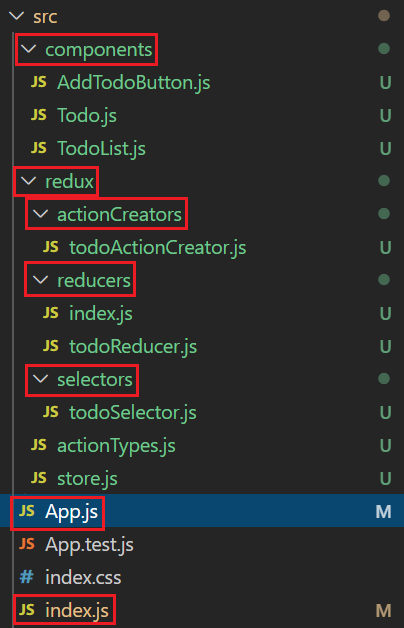 src
components
JS AddTodoButton.js U
JS Todo.js U
JS TodoList.js U
redux
actionCreators
JS todoActionCreator.js U
reducers
JS index.js U
JS todoReducer.js U
selectors
JS todoSelector.js U
JS actionTypes.js U
JS store.js U
JS App.js M
JS App.test.js
# index.css
JS index.js M